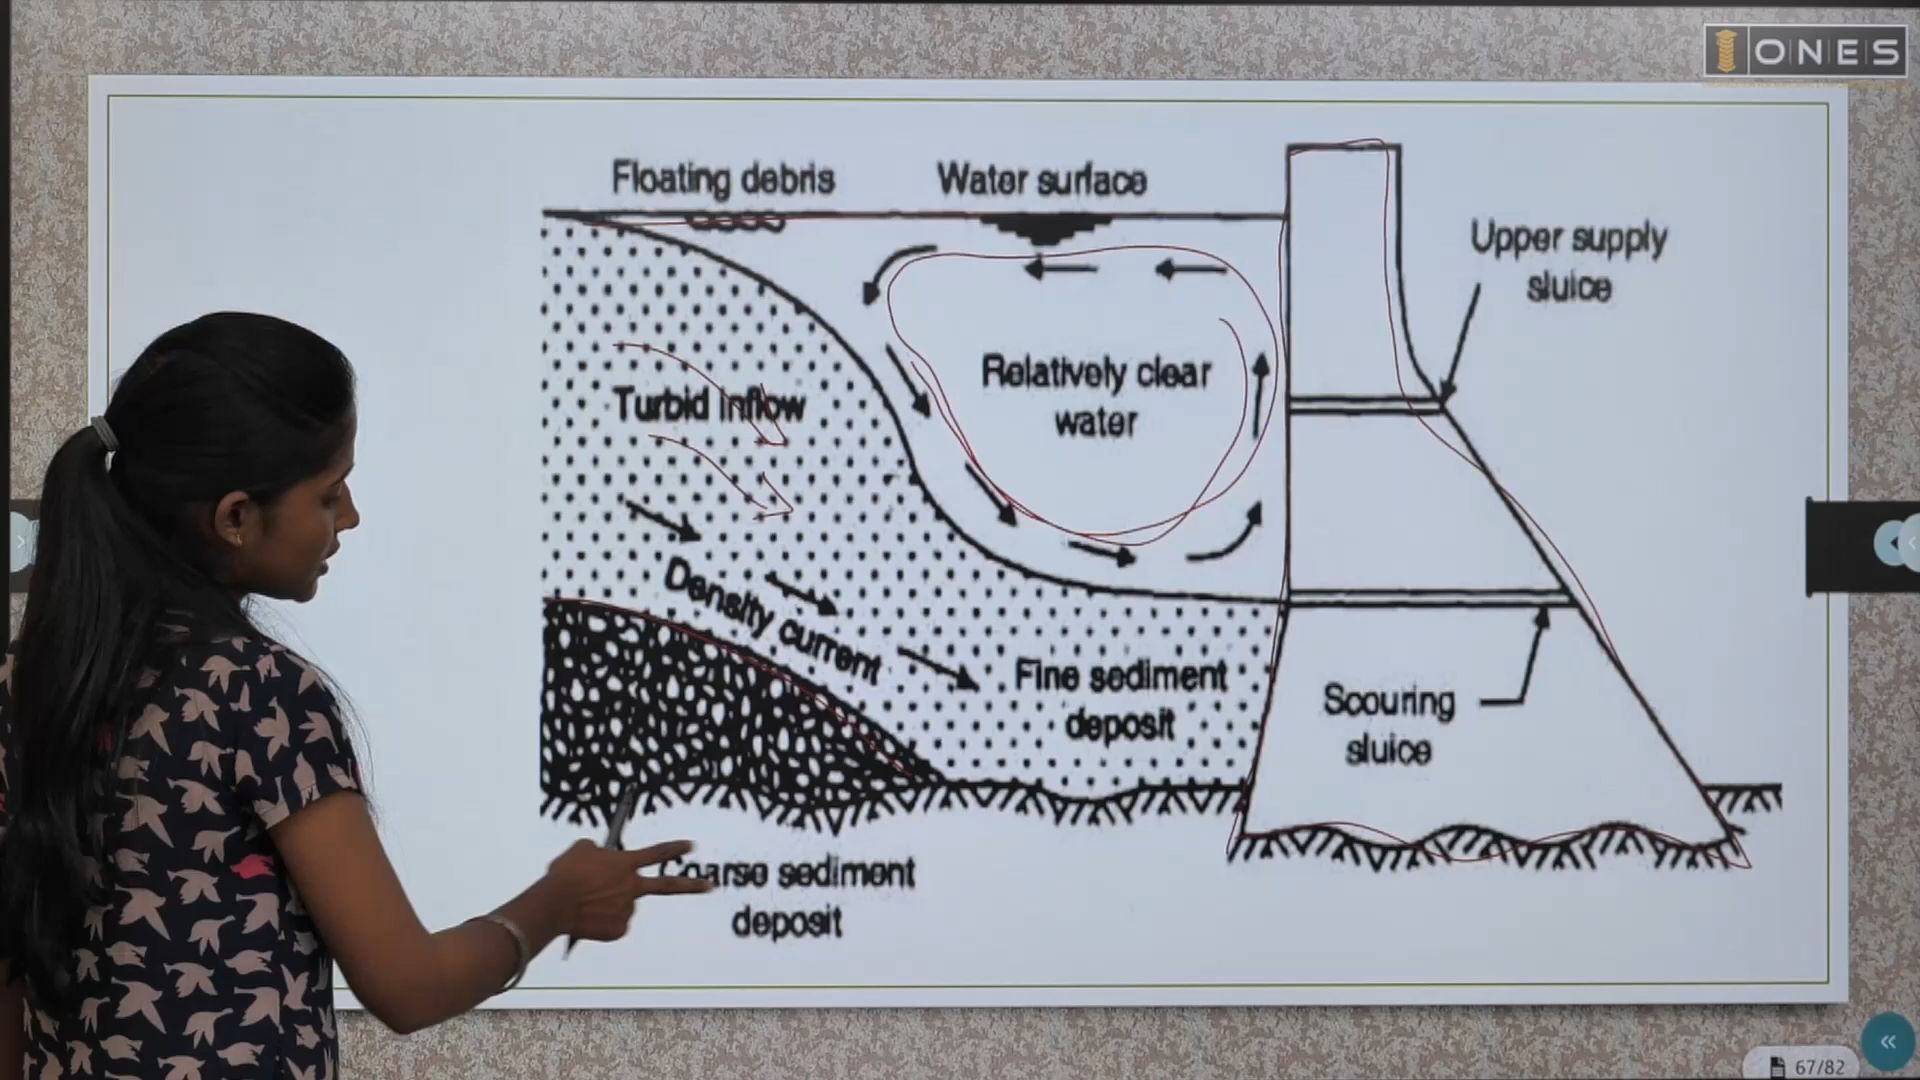 ONES
Floating debris
Water surface
Upper supply
sluice
Relatively clear
water
Turbid inflow
Density current
Fine sediment
deposit
Scouring
sluice
Coarse sediment
deposit
67/82